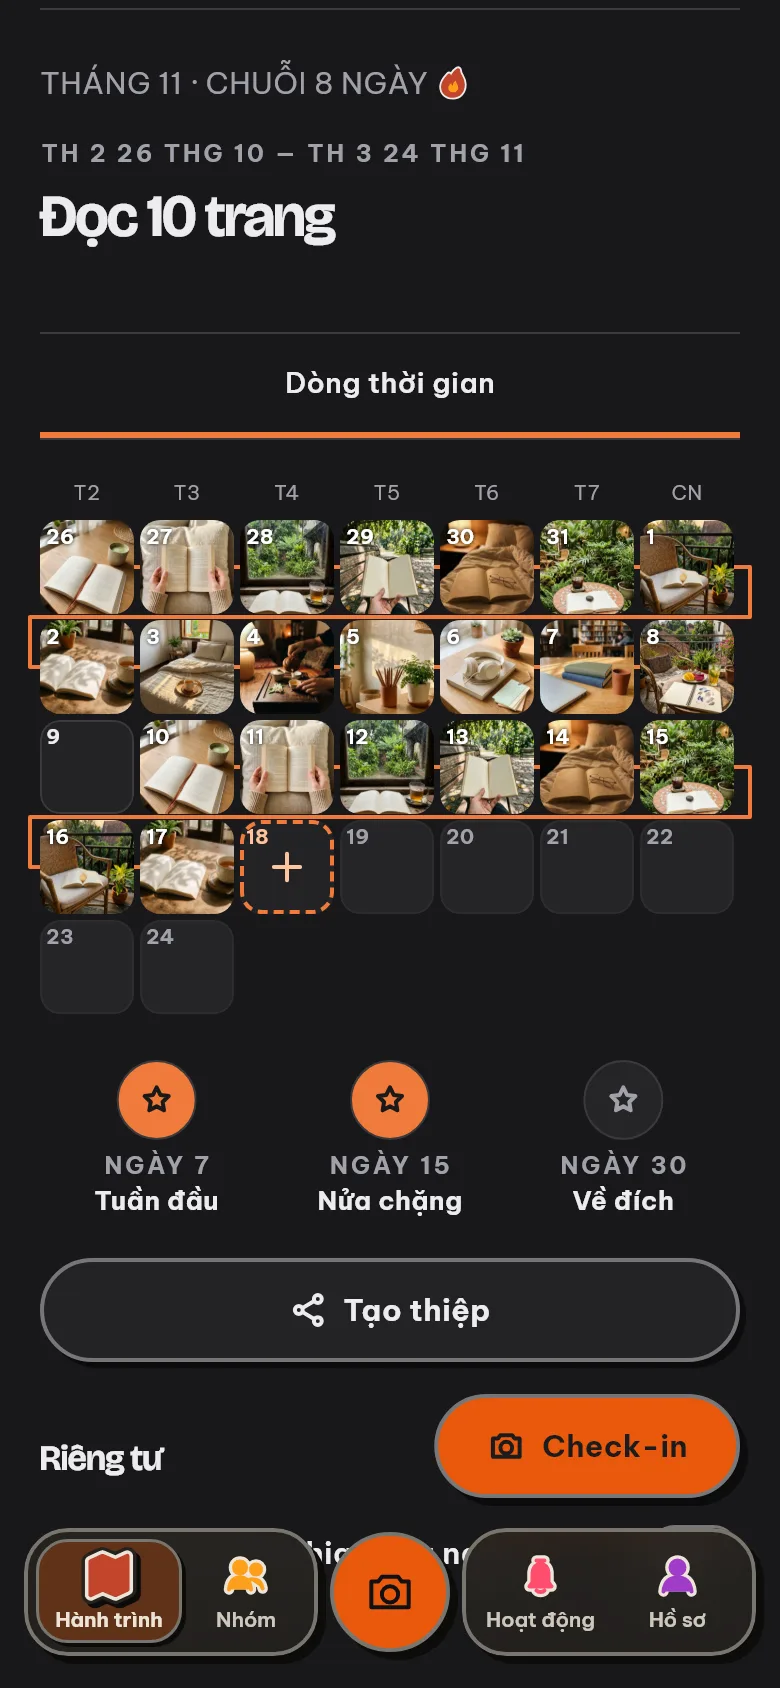 THÁNG 11 · CHUỖI 8 NGÀY
TH 2 26 THG 10 – TH 3 24 THG 11
Đọc 10 trang
Dòng thời gian
T2 T3 T4 T5 T6 T7 CN
26 27 28 29 30 31 1
2 3 4 5 6 7 8
9 10 11 12 13 14 15
16 17 18 19 20 21 22
23 24
NGÀY 7 NGÀY 15 NGÀY 30
Tuần đầu Nửa chặng Về đích
Tạo thiệp
Check-in
Riêng tư
Hành trình Nhóm Hoạt động Hồ sơ